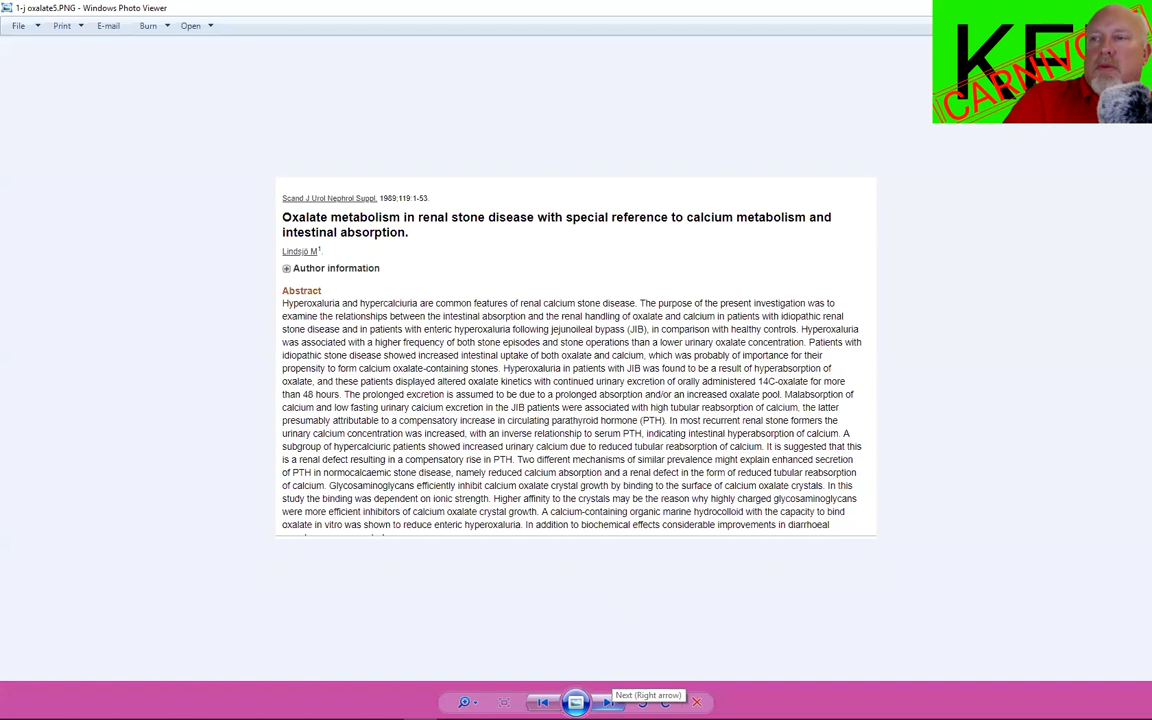 1-j oxalate5.PNG - Windows Photo Viewer
File Print E-mail Burn Open
CARNIVO
Scand J Urol Nephrol Suppl. 1989;119:1-53.
Oxalate metabolism in renal stone disease with special reference to calcium metabolism and
intestinal absorption.
Lindsjö M1.
Author information
Abstract
Hyperoxaluria and hypercalciuria are common features of renal calcium stone disease. The purpose of the present investigation was to
examine the relationships between the intestinal absorption and the renal handling of oxalate and calcium in patients with idiopathic renal
stone disease and in patients with enteric hyperoxaluria following jejunoileal bypass (JIB), in comparison with healthy controls. Hyperoxaluria
was associated with a higher frequency of both stone episodes and stone operations than a lower urinary oxalate concentration. Patients with
idiopathic stone disease showed increased intestinal uptake of both oxalate and calcium, which was probably of importance for their
propensity to form calcium oxalate-containing stones. Hyperoxaluria in patients with JIB was found to be a result of hyperabsorption of
oxalate, and these patients displayed altered oxalate kinetics with continued urinary excretion of orally administered 14C-oxalate for more
than 48 hours. The prolonged excretion is assumed to be due to a prolonged absorption and/or an increased oxalate pool. Malabsorption of
calcium and low fasting urinary calcium excretion in the JIB patients were associated with high tubular reabsorption of calcium, the latter
presumably attributable to a compensatory increase in circulating parathyroid hormone (PTH). In most recurrent renal stone formers the
urinary calcium concentration was increased, with an inverse relationship to serum PTH, indicating intestinal hyperabsorption of calcium. A
subgroup of hypercalciuric patients showed increased urinary calcium due to reduced tubular reabsorption of calcium. It is suggested that this
is a renal defect resulting in a compensatory rise in PTH. Two different mechanisms of similar prevalence might explain enhanced secretion
of PTH in normocalcaemic stone disease, namely reduced calcium absorption and a renal defect in the form of reduced tubular reabsorption
of calcium. Glycosaminoglycans efficiently inhibit calcium oxalate crystal growth by binding to the surface of calcium oxalate crystals. In this
study the binding was dependent on ionic strength. Higher affinity to the crystals may be the reason why highly charged glycosaminoglycans
were more efficient inhibitors of calcium oxalate crystal growth. A calcium-containing organic marine hydrocolloid with the capacity to bind
oxalate in vitro was shown to reduce enteric hyperoxaluria. In addition to biochemical effects considerable improvements in diarrhoeal
Next (Right arrow)